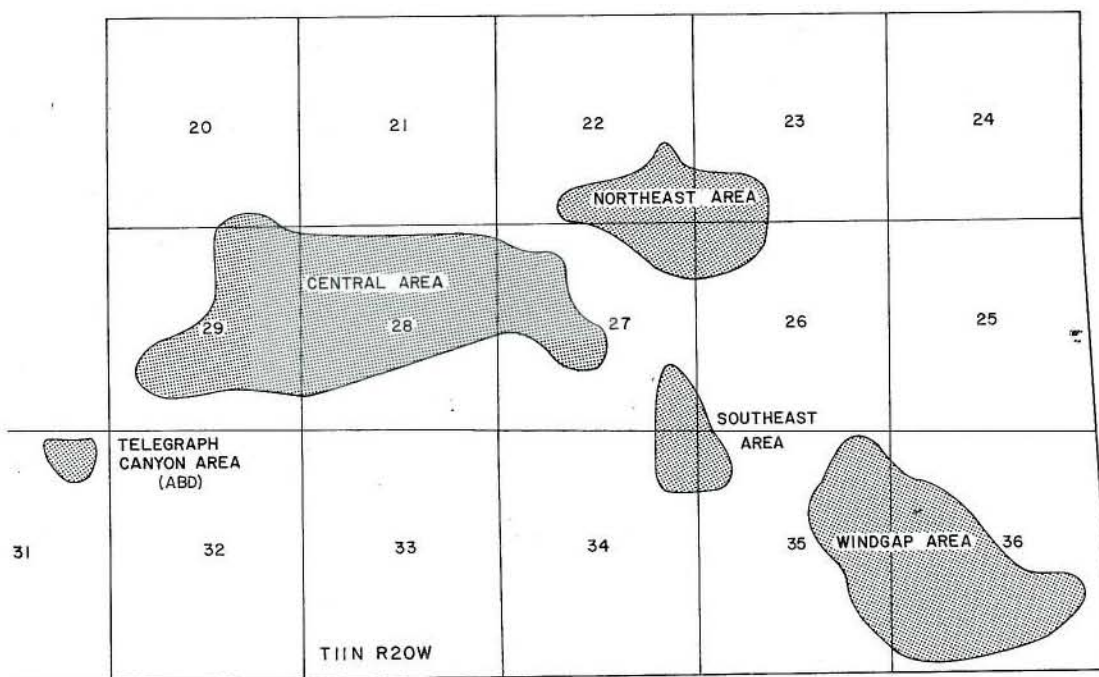 20
21
22
23
24
NORTHEAST AREA
CENTRAL AREA
29
28
27
26
25
SOUTHEAST
AREA
TELEGRAPH
CANYON AREA
(ABD)
31
32
33
34
35
WINDGAP AREA
36
T11N R20W